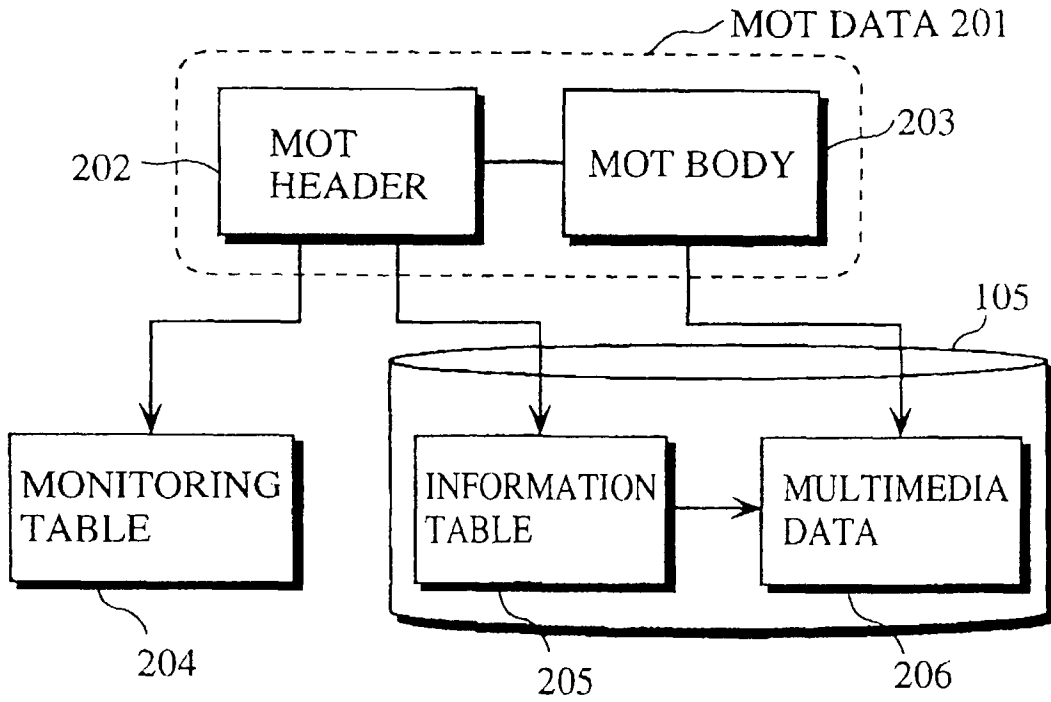 MOT DATA 201
203
MOT
HEADER
MOT BODY
202
105
MONITORING
TABLE
INFORMATION
TABLE
MULTIMEDIA
DATA
204
205
206